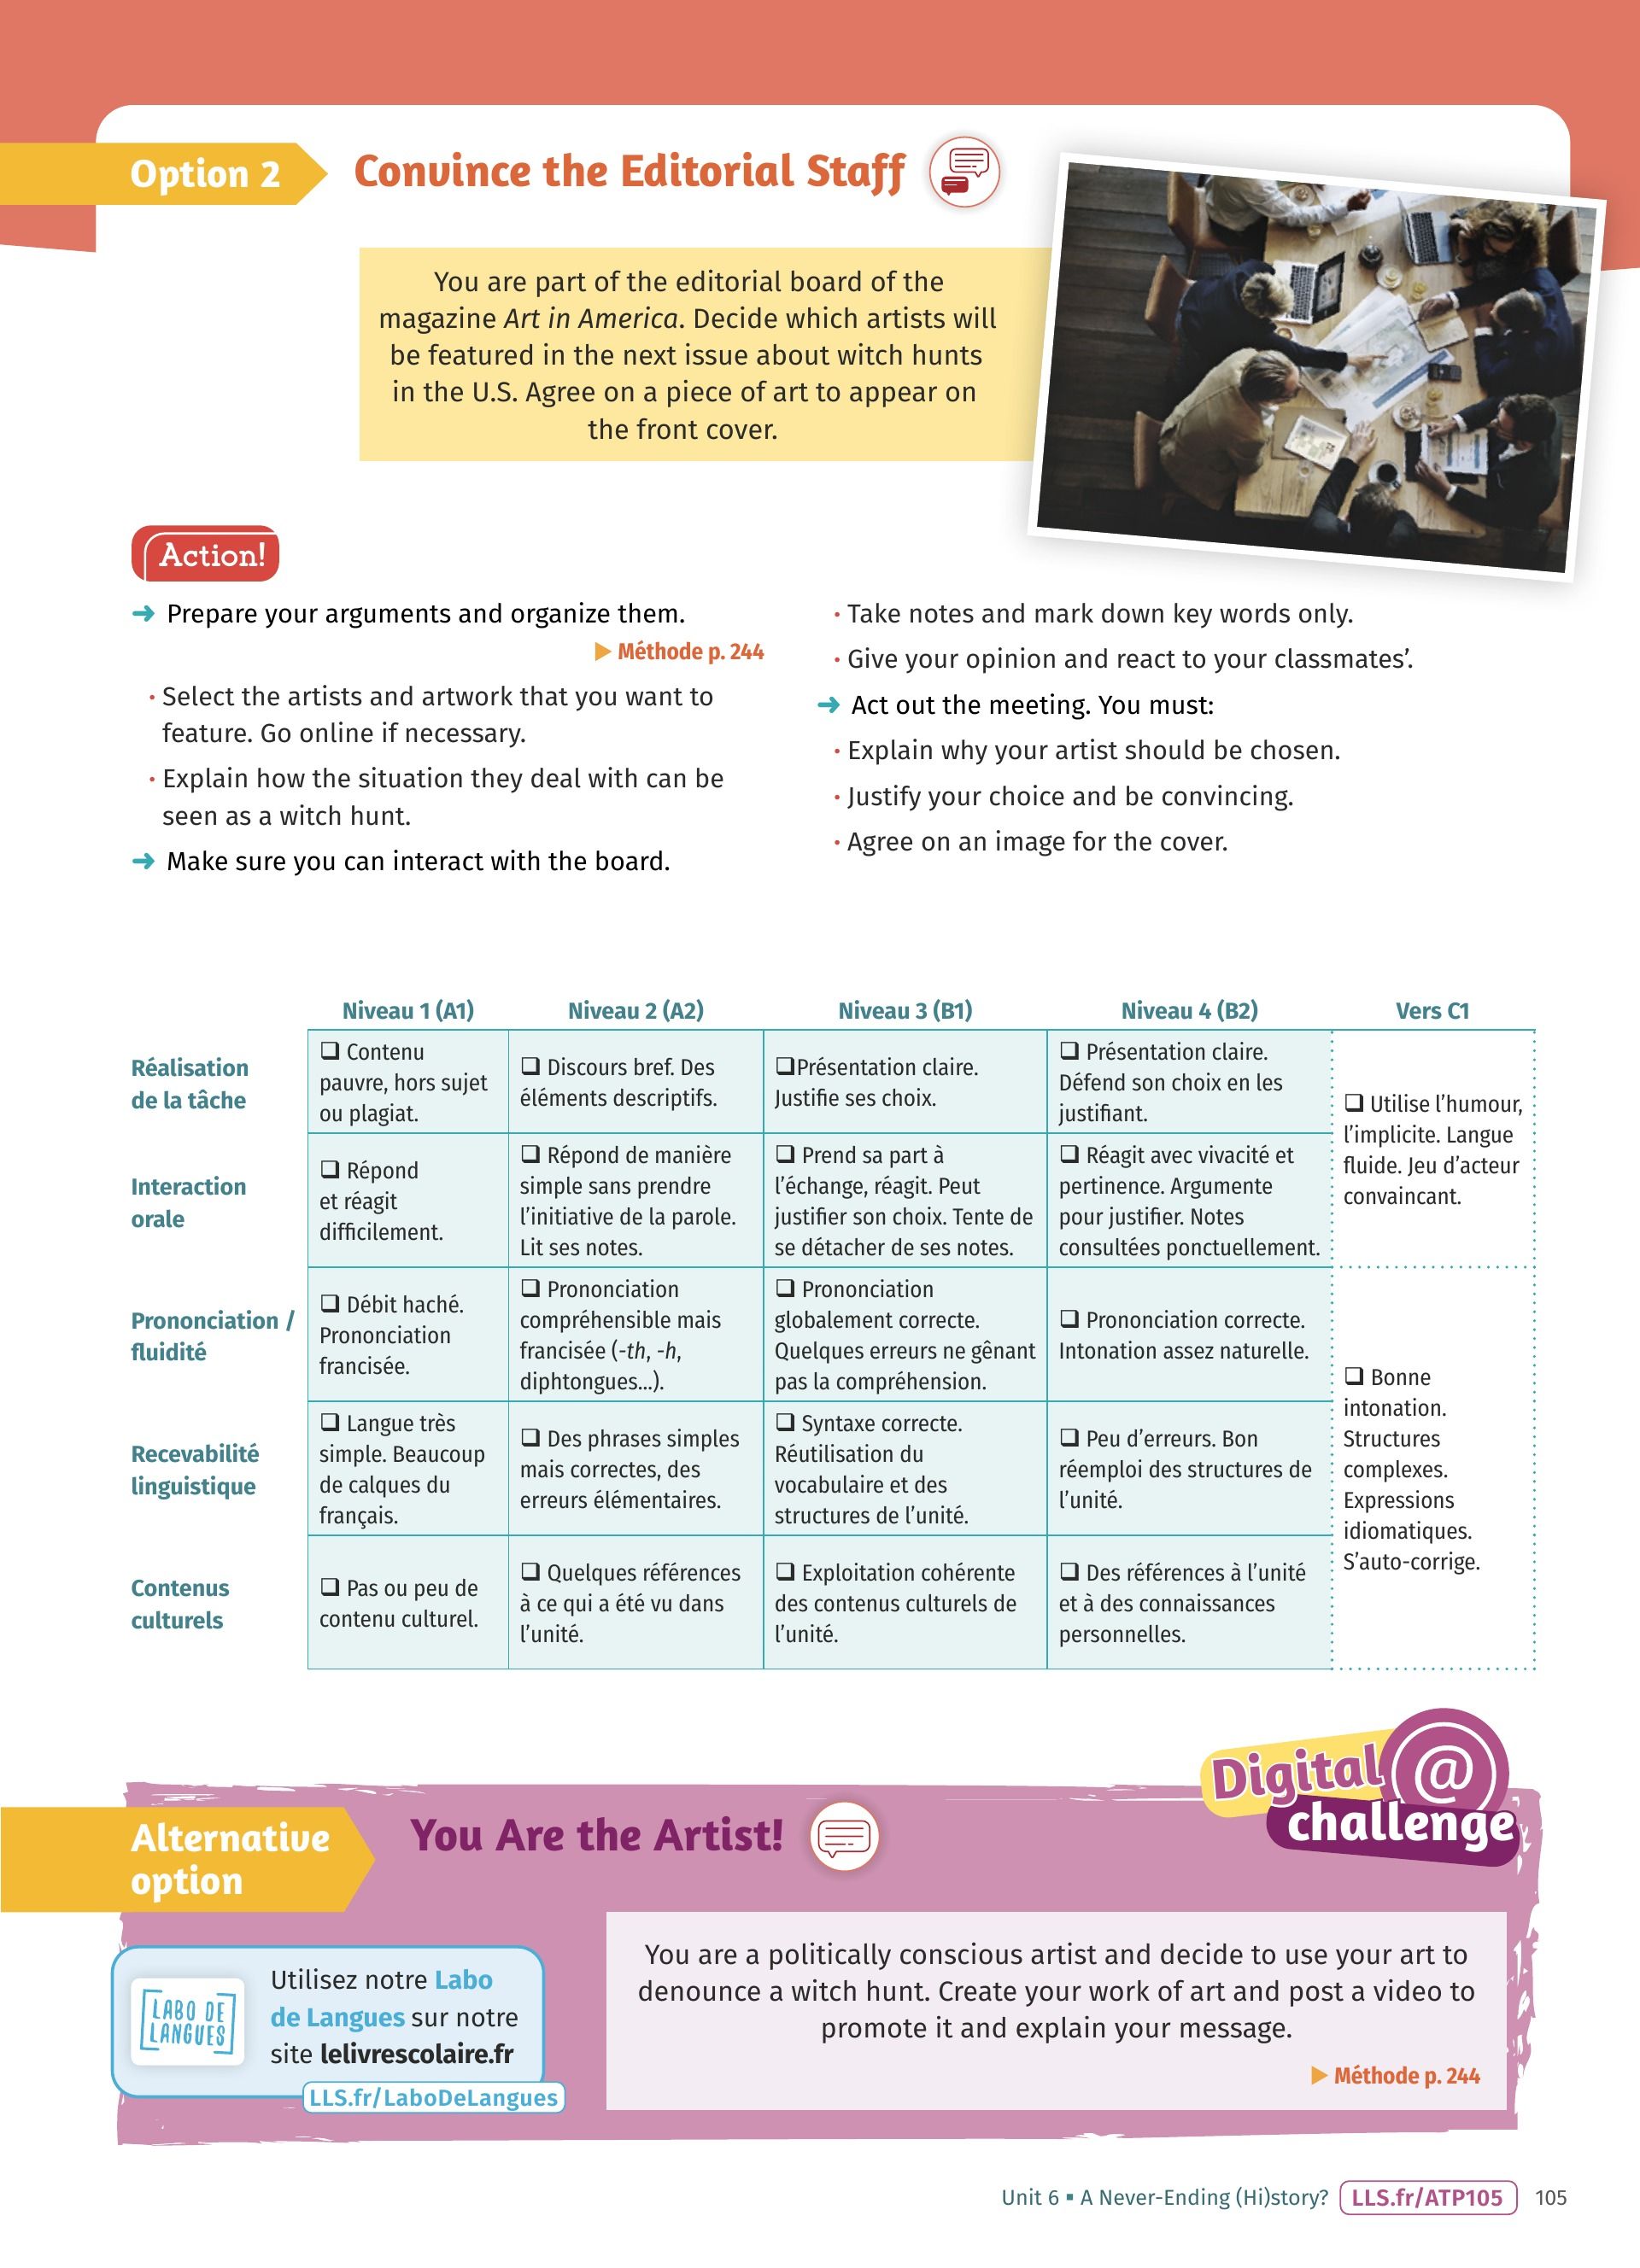 Option 2
Convince the Editorial Staff
You are part of the editorial board of the
magazine Art in America. Decide which artists will
be featured in the next issue about witch hunts
in the U.S. Agree on a piece of art to appear on
the front cover.
Action!
➜ Prepare your arguments and organize them.
▶ Méthode p. 244
• Select the artists and artwork that you want to
feature. Go online if necessary.
• Explain how the situation they deal with can be
seen as a witch hunt.
➜ Make sure you can interact with the board.
• Take notes and mark down key words only.
• Give your opinion and react to your classmates’.
➜ Act out the meeting. You must:
• Explain why your artist should be chosen.
• Justify your choice and be convincing.
• Agree on an image for the cover.
Niveau 1 (A1)
Niveau 2 (A2)
Niveau 3 (B1)
Niveau 4 (B2)
Vers C1
Réalisation
de la tâche
❑ Contenu
pauvre, hors sujet
ou plagiat.
❑ Discours bref. Des
éléments descriptifs.
❑Présentation claire.
Justifie ses choix.
❑ Présentation claire.
Défend son choix en les
justifiant.
❑ Utilise l’humour,
l’implicite. Langue
fluide. Jeu d’acteur
convaincant.
Interaction
orale
❑ Répond
et réagit
difficilement.
❑ Répond de manière
simple sans prendre
l’initiative de la parole.
Lit ses notes.
❑ Prend sa part à
l’échange, réagit. Peut
justifier son choix. Tente de
se détacher de ses notes.
❑ Réagit avec vivacité et
pertinence. Argumente
pour justifier. Notes
consultées ponctuellement.
Prononciation /
fluidité
❑ Débit haché.
Prononciation
francisée.
❑ Prononciation
compréhensible mais
francisée (-th, -h,
diphtongues...).
❑ Prononciation
globalement correcte.
Quelques erreurs ne gênant
pas la compréhension.
❑ Prononciation correcte.
Intonation assez naturelle.
❑ Bonne
intonation.
Structures
complexes.
Expressions
idiomatiques.
S’auto-corrige.
Recevabilité
linguistique
❑ Langue très
simple. Beaucoup
de calques du
français.
❑ Des phrases simples
mais correctes, des
erreurs élémentaires.
❑ Syntaxe correcte.
Réutilisation du
vocabulaire et des
structures de l’unité.
❑ Peu d’erreurs. Bon
réemploi des structures de
l’unité.
Contenus
culturels
❑ Pas ou peu de
contenu culturel.
❑ Quelques références
à ce qui a été vu dans
l’unité.
❑ Exploitation cohérente
des contenus culturels de
l’unité.
❑ Des références à l’unité
et à des connaissances
personnelles.
Digital @
challenge
Alternative
option
You Are the Artist!
LABO DE
LANGUES
Utilisez notre Labo
de Langues sur notre
site lelivrescolaire.fr
LLS.fr/LaboDeLangues
You are a politically conscious artist and decide to use your art to
denounce a witch hunt. Create your work of art and post a video to
promote it and explain your message.
▶ Méthode p. 244
Unit 6 ▪ A Never-Ending (Hi)story? LLS.fr/ATP105 105